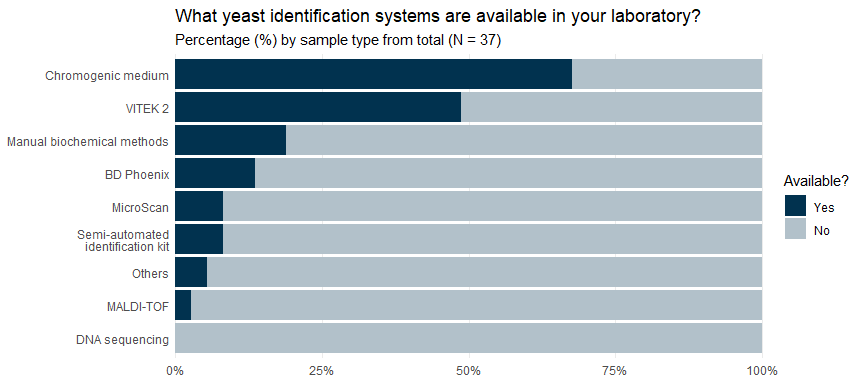 What yeast identification systems are available in your laboratory?
Percentage (%) by sample type from total (N = 37)
Chromogenic medium
VITEK 2
Manual biochemical methods
BD Phoenix
MicroScan
Semi-automated
identification kit
Others
MALDI-TOF
DNA sequencing
0%
25%
50%
75%
100%
Available?
Yes
No